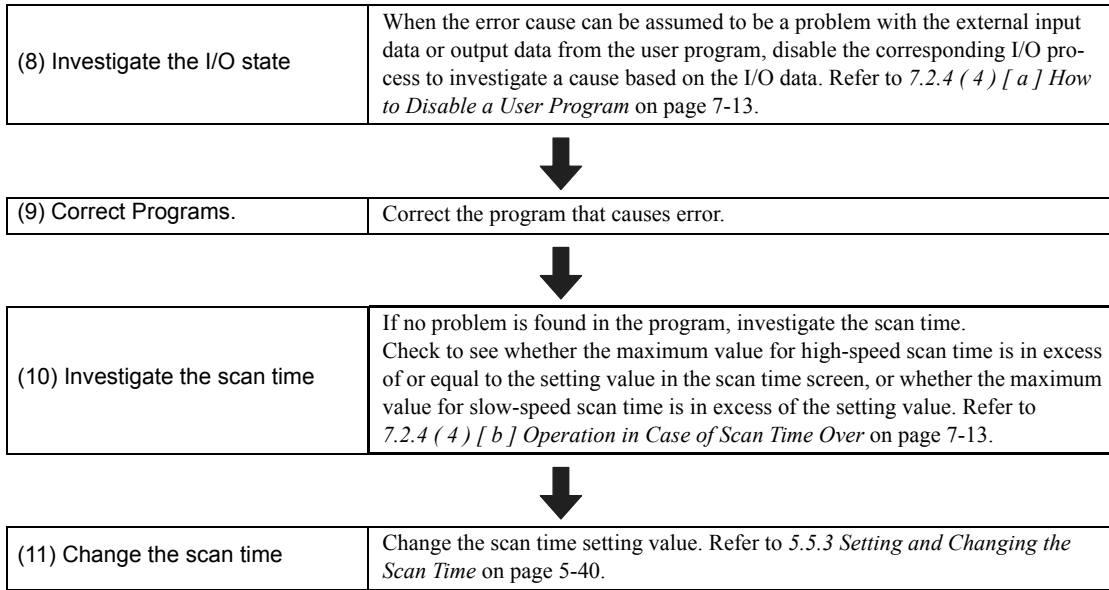 (8) Investigate the I/O state
When the error cause can be assumed to be a problem with the external input
data or output data from the user program, disable the corresponding I/O pro-
cess to investigate a cause based on the I/O data. Refer to 7.2.4 ( 4 ) [ a ] How
to Disable a User Program on page 7-13.
(9) Correct Programs.
Correct the program that causes error.
(10) Investigate the scan time
If no problem is found in the program, investigate the scan time.
Check to see whether the maximum value for high-speed scan time is in excess
of or equal to the setting value in the scan time screen, or whether the maximum
value for slow-speed scan time is in excess of the setting value. Refer to
7.2.4 ( 4 ) [ b ] Operation in Case of Scan Time Over on page 7-13.
(11) Change the scan time
Change the scan time setting value. Refer to 5.5.3 Setting and Changing the
Scan Time on page 5-40.